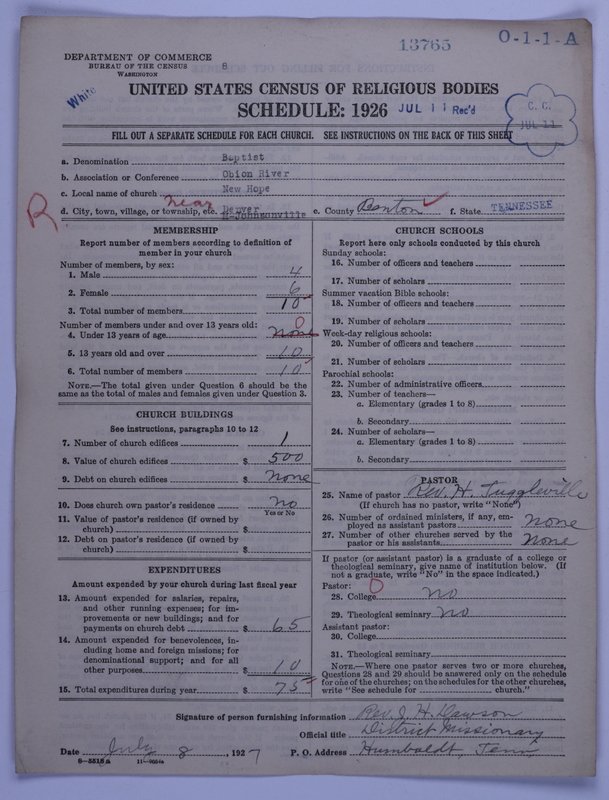 13765
O-1-1-A
DEPARTMENT OF COMMERCE
BUREAU OF THE CENSUS 8
WASHINGTON
White
UNITED STATES CENSUS OF RELIGIOUS BODIES
SCHEDULE: 1926 JUL 11 Rec'd
C. C.
JUL 11
FILL OUT A SEPARATE SCHEDULE FOR EACH CHURCH. SEE INSTRUCTIONS ON THE BACK OF THIS SHEET
a. Denomination Baptist
b. Association or Conference Obion River
c. Local name of church New Hope
R
near
d. City, town, village, or township, etc. Denver e. County Benton f. State TENNESSEE
N-Johnsonville
MEMBERSHIP
Report number of members according to definition of
member in your church
Number of members, by sex:
1. Male 4
2. Female 6
3. Total number of members 10
Number of members under and over 13 years old: 0
4. Under 13 years of age None
5. 13 years old and over 10
6. Total number of members 10
NOTE.—The total given under Question 6 should be the
same as the total of males and females given under Question 3.
CHURCH BUILDINGS
See instructions, paragraphs 10 to 12
7. Number of church edifices 1
8. Value of church edifices $ 500
9. Debt on church edifices $ None
10. Does church own pastor's residence no
Yes or No
11. Value of pastor's residence (if owned by
church) $
12. Debt on pastor's residence (if owned by
church) $
EXPENDITURES
Amount expended by your church during last fiscal year
13. Amount expended for salaries, repairs,
and other running expenses; for im-
provements or new buildings; and for
payments on church debt $ 65
14. Amount expended for benevolences, in-
cluding home and foreign missions; for
denominational support; and for all
other purposes $ 10
15. Total expenditures during year $ 75
CHURCH SCHOOLS
Report here only schools conducted by this church
Sunday schools:
16. Number of officers and teachers
17. Number of scholars
Summer vacation Bible schools:
18. Number of officers and teachers
19. Number of scholars
Week-day religious schools:
20. Number of officers and teachers
21. Number of scholars
Parochial schools:
22. Number of administrative officers
23. Number of teachers—
a. Elementary (grades 1 to 8)
b. Secondary
24. Number of scholars—
a. Elementary (grades 1 to 8)
b. Secondary
PASTOR
25. Name of pastor Rev. H. Tuggleville
(If church has no pastor, write "None")
26. Number of ordained ministers, if any, em-
ployed as assistant pastors none
27. Number of other churches served by the
pastor or his assistants None
If pastor (or assistant pastor) is a graduate of a college or
theological seminary, give name of institution below. (If
not a graduate, write "No" in the space indicated.)
Pastor: 0
28. College no
29. Theological seminary no
Assistant pastor:
30. College
31. Theological seminary
NOTE.—Where one pastor serves two or more churches,
Questions 28 and 29 should be answered only on the schedule
for one of the churches; on the schedules for the other churches,
write "See schedule for church."
Signature of person furnishing information Rev. J. H. Dawson
Official title District Missionary
Date July 8, 1927 P. O. Address Humboldt, Tenn
8-5518a